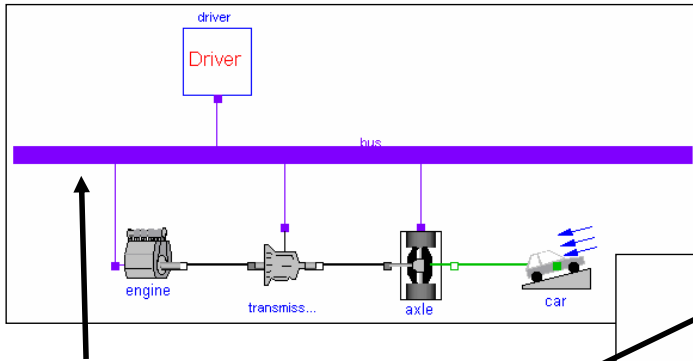 driver
Driver
bus
engine
transmiss...
axle
car